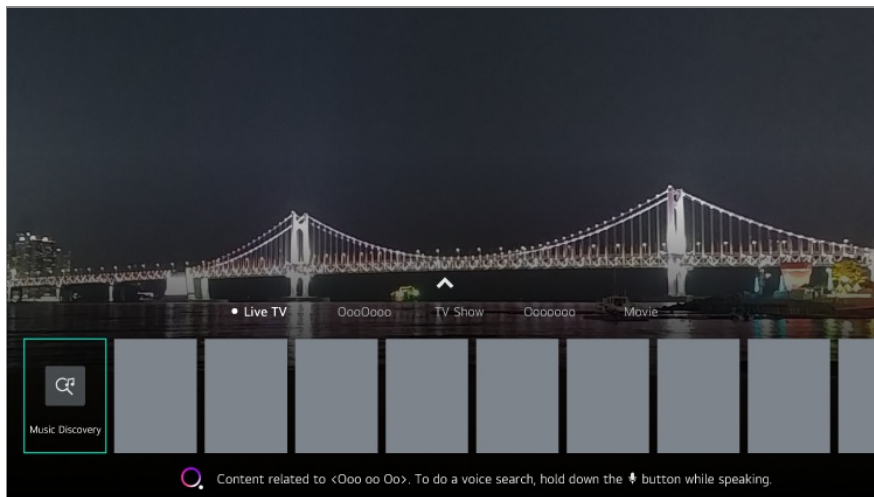 Live TV
OooOooo
TV Show
Ooooooo
Movie
Music Discovery
Content related to <Ooo oo Oo>. To do a voice search, hold down the button while speaking.